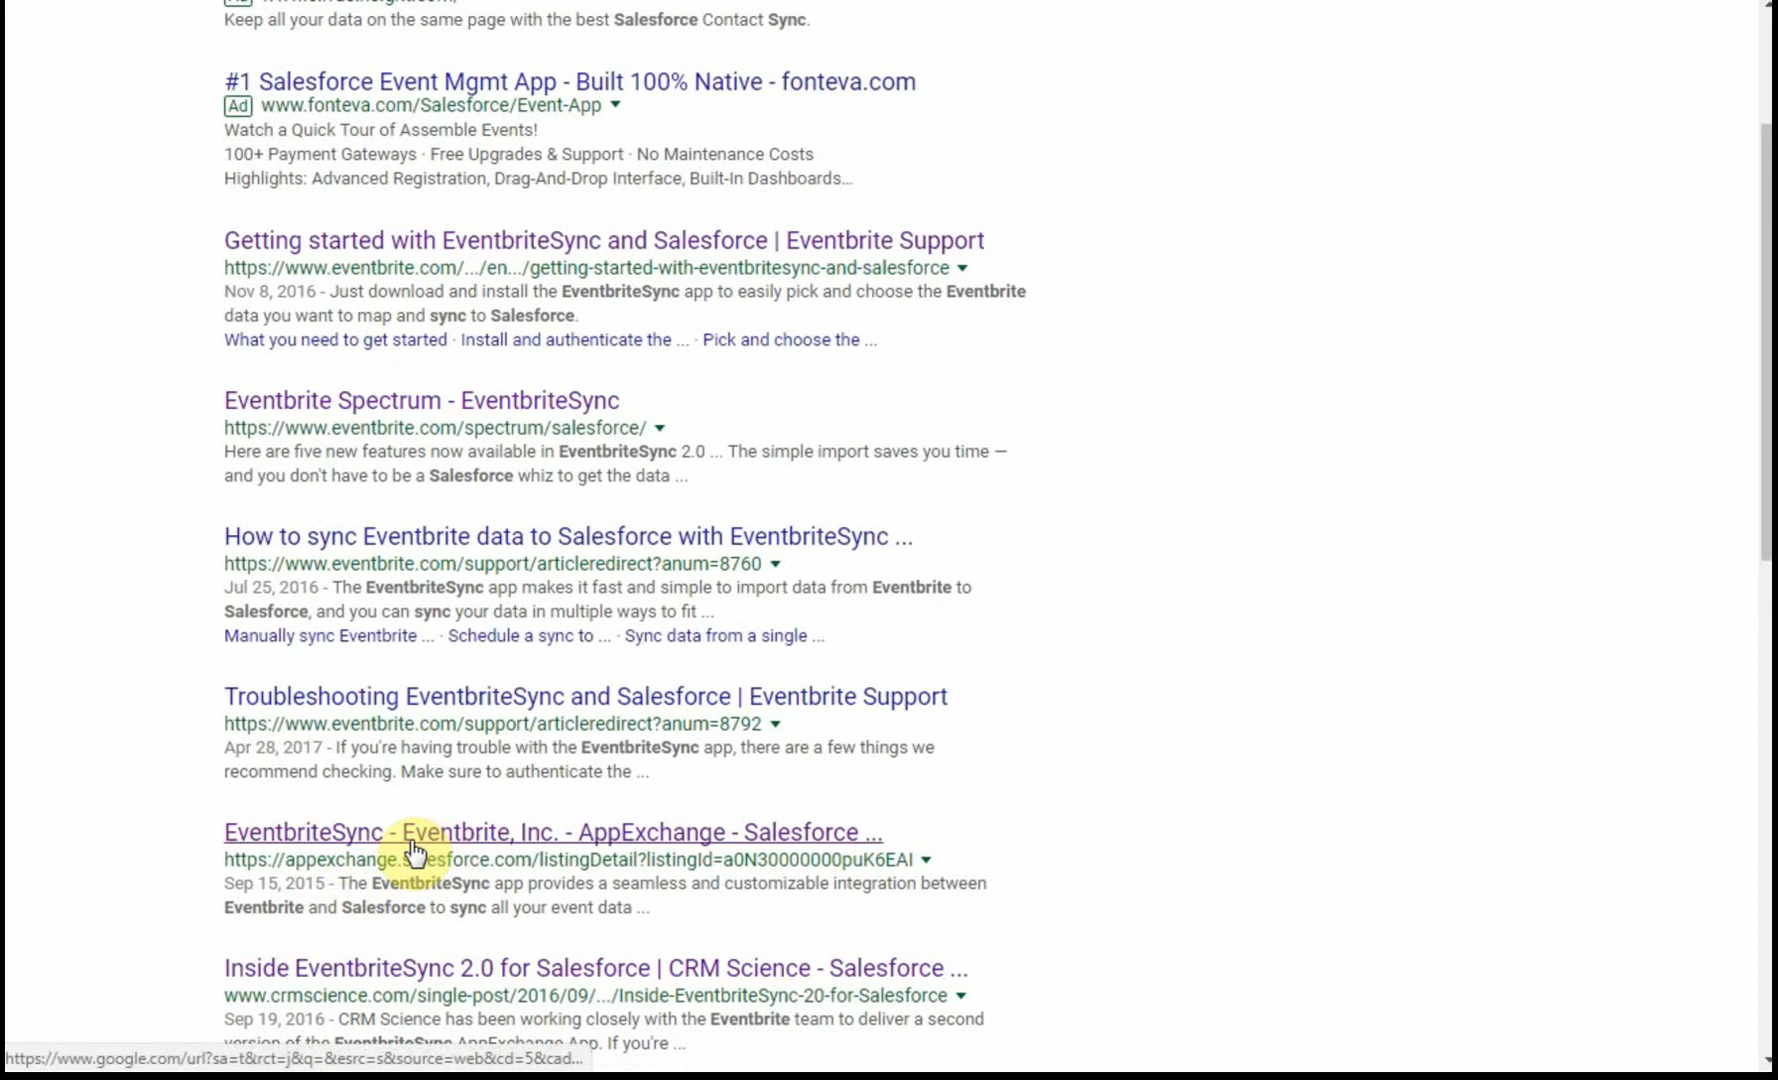 Keep all your data on the same page with the best Salesforce Contact Sync.
#1 Salesforce Event Mgmt App - Built 100% Native - fonteva.com
Ad www.fonteva.com/Salesforce/Event-App
Watch a Quick Tour of Assemble Events!
100+ Payment Gateways · Free Upgrades & Support · No Maintenance Costs
Highlights: Advanced Registration, Drag-And-Drop Interface, Built-In Dashboards...
Getting started with EventbriteSync and Salesforce | Eventbrite Support
https://www.eventbrite.com/.../en.../getting-started-with-eventbritesync-and-salesforce
Nov 8, 2016 - Just download and install the EventbriteSync app to easily pick and choose the Eventbrite
data you want to map and sync to Salesforce.
What you need to get started · Install and authenticate the ... · Pick and choose the ...
Eventbrite Spectrum - EventbriteSync
https://www.eventbrite.com/spectrum/salesforce/
Here are five new features now available in EventbriteSync 2.0 ... The simple import saves you time —
and you don't have to be a Salesforce whiz to get the data ...
How to sync Eventbrite data to Salesforce with EventbriteSync ...
https://www.eventbrite.com/support/articleredirect?anum=8760
Jul 25, 2016 - The EventbriteSync app makes it fast and simple to import data from Eventbrite to
Salesforce, and you can sync your data in multiple ways to fit ...
Manually sync Eventbrite ... · Schedule a sync to ... · Sync data from a single ...
Troubleshooting EventbriteSync and Salesforce | Eventbrite Support
https://www.eventbrite.com/support/articleredirect?anum=8792
Apr 28, 2017 - If you're having trouble with the EventbriteSync app, there are a few things we
recommend checking. Make sure to authenticate the ...
EventbriteSync - Eventbrite, Inc. - AppExchange - Salesforce ...
https://appexchange.salesforce.com/listingDetail?listingId=a0N30000000puK6EAI
Sep 15, 2015 - The EventbriteSync app provides a seamless and customizable integration between
Eventbrite and Salesforce to sync all your event data ...
Inside EventbriteSync 2.0 for Salesforce | CRM Science - Salesforce ...
www.crmscience.com/single-post/2016/09/.../Inside-EventbriteSync-20-for-Salesforce
Sep 19, 2016 - CRM Science has been working closely with the Eventbrite team to deliver a second
version of the EventbriteSync AppExchange App. If you're ...
https://www.google.com/url?sa=t&rct=j&q=&esrc=s&source=web&cd=5&cad...